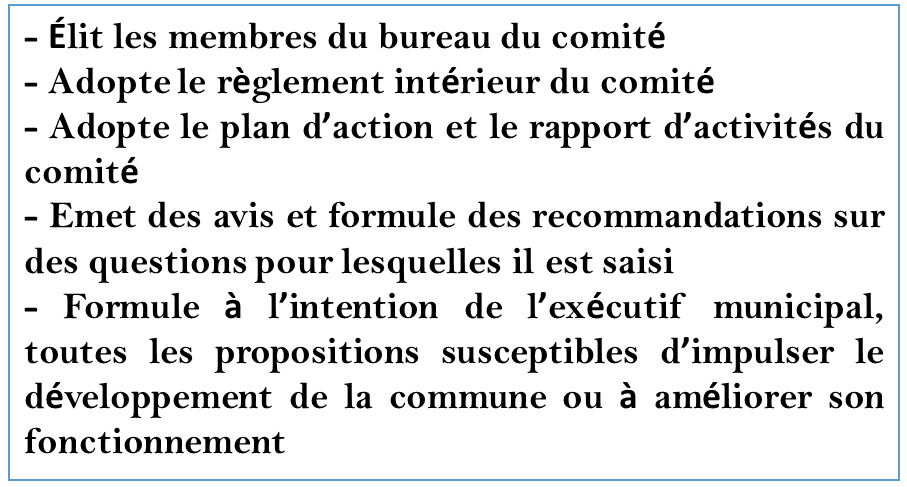 - Élit les membres du bureau du comité
- Adopte le règlement intérieur du comité
- Adopte le plan d’action et le rapport d’activités du
comité
- Emet des avis et formule des recommandations sur
des questions pour lesquelles il est saisi
- Formule à l’intention de l’exécutif municipal,
toutes les propositions susceptibles d’impulser le
développement de la commune ou à améliorer son
fonctionnement